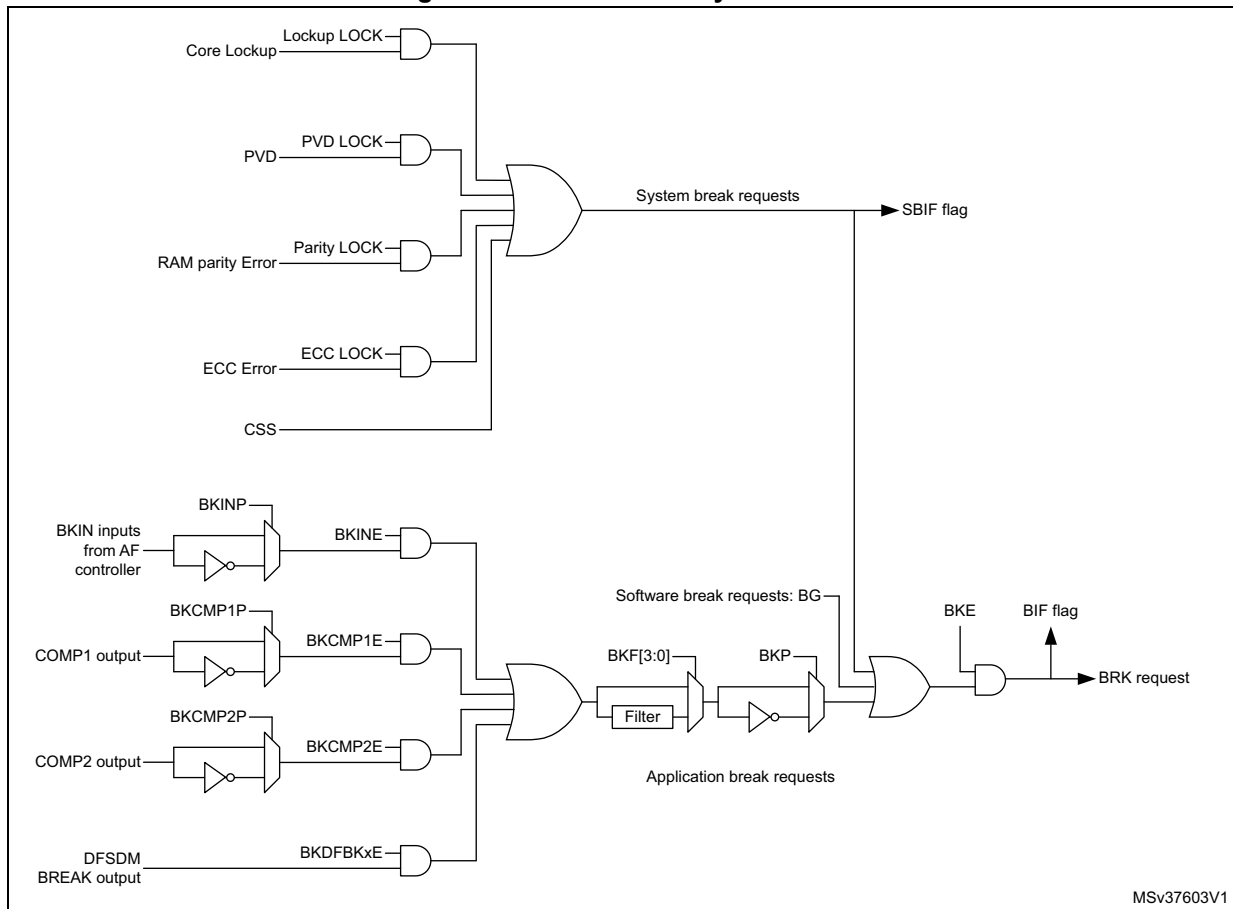 Lockup LOCK
Core Lockup
PVD LOCK
PVD
System break requests
SBIF flag
Parity LOCK
RAM parity Error
ECC LOCK
ECC Error
CSS
BKINP
BKIN inputs
from AF
controller
BKINE
Software break requests: BG
BKE
BIF flag
BKCMP1P
COMP1 output
BKCMP1E
BKF[3:0]
BKP
BRK request
Filter
BKCMP2P
COMP2 output
BKCMP2E
Application break requests
DFSDM
BREAK output
BKDFBKxE
MSv37603V1